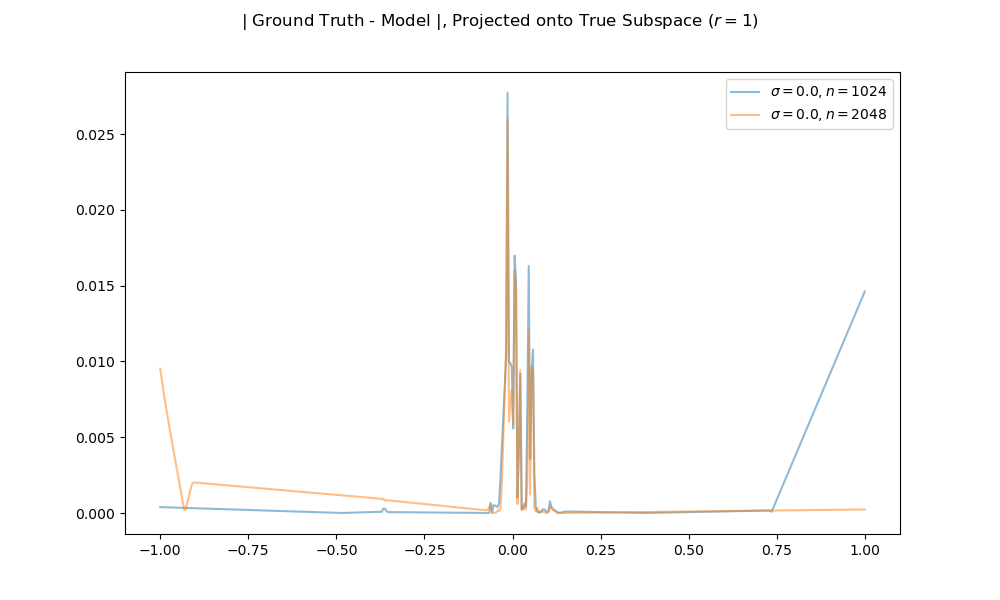 | Ground Truth - Model |, Projected onto True Subspace (r = 1)
σ = 0.0, n = 1024
σ = 0.0, n = 2048
0.025
0.020
0.015
0.010
0.005
0.000
−1.00 −0.75 −0.50 −0.25 0.00 0.25 0.50 0.75 1.00